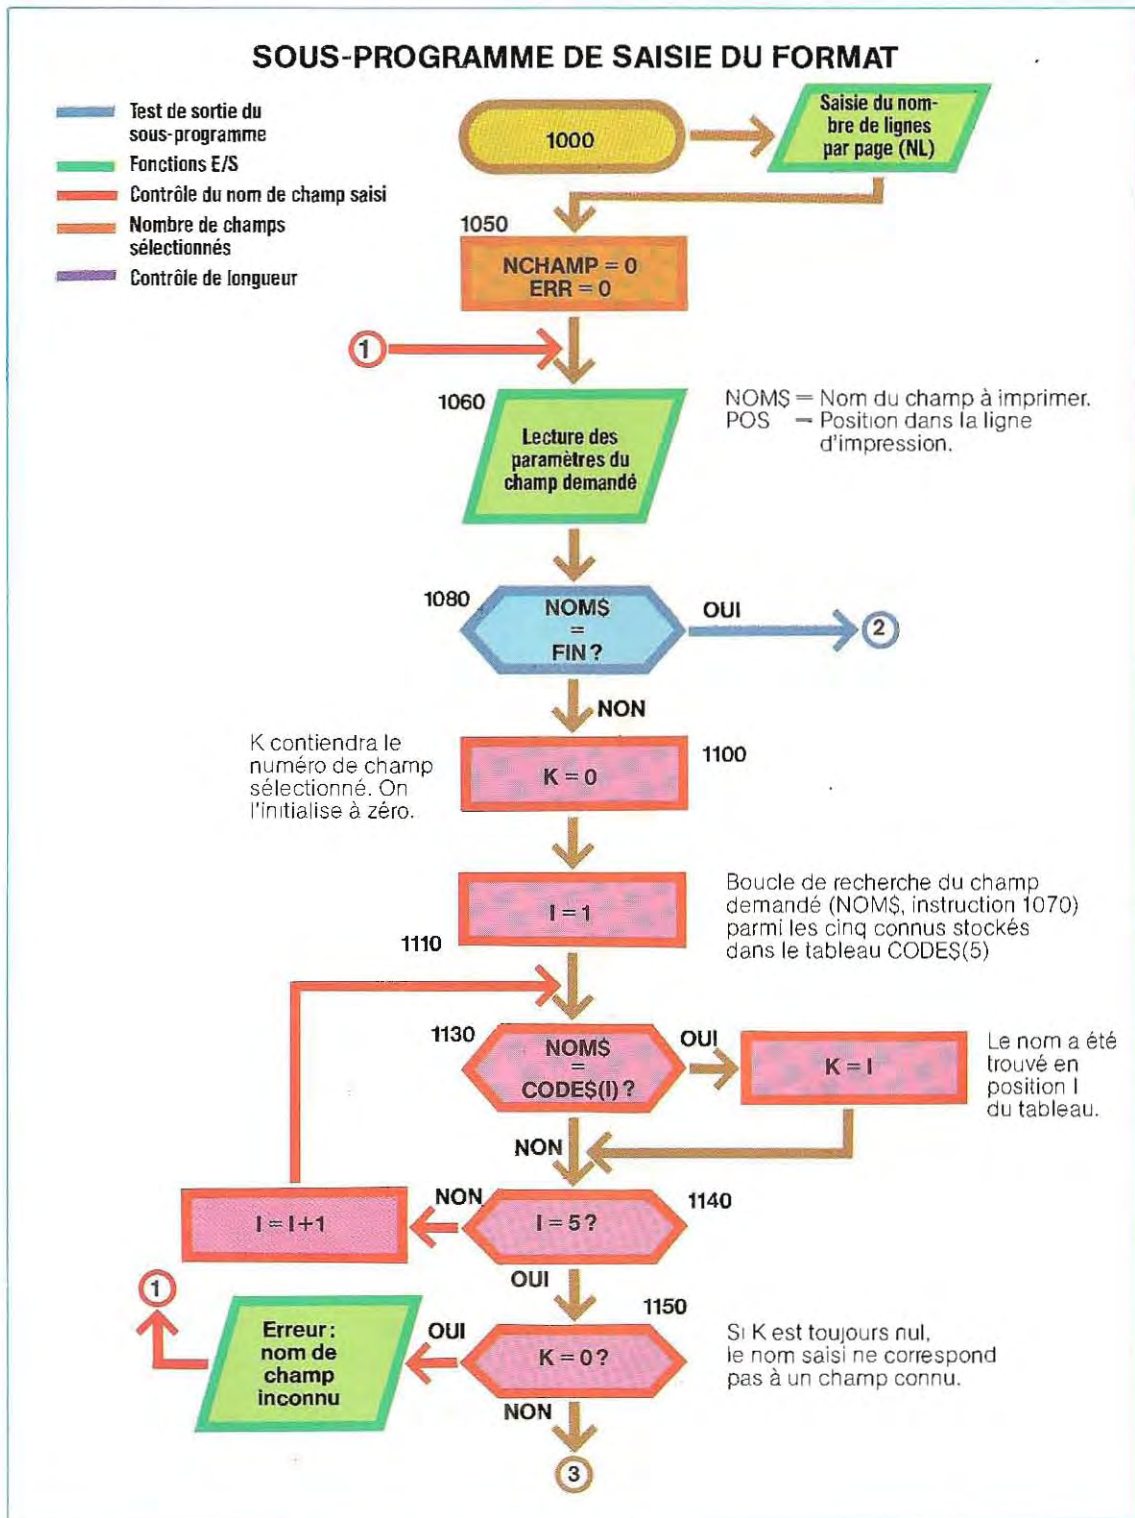 SOUS-PROGRAMME DE SAISIE DU FORMAT
Test de sortie du
sous-programme
Fonctions E/S
Contrôle du nom de champ saisi
Nombre de champs
sélectionnés
Contrôle de longueur
1000
Saisie du nom-
bre de lignes
par page (NL)
1050
NCHAMP = 0
ERR = 0
1
1060
Lecture des
paramètres du
champ demandé
NOM$ = Nom du champ à imprimer.
POS = Position dans la ligne
d'impression.
1080
NOM$
=
FIN ?
OUI
2
NON
K contiendra le
numéro de champ
sélectionné. On
l'initialise à zéro.
K = 0
1100
I = 1
1110
Boucle de recherche du champ
demandé (NOM$, instruction 1070)
parmi les cinq connus stockés
dans le tableau CODE$(5)
1130
NOM$
=
CODE$(I) ?
OUI
K = I
Le nom a été
trouvé en
position I
du tableau.
NON
I = I+1
NON
I = 5 ?
1140
OUI
1
Erreur :
nom de
champ
inconnu
OUI
K = 0 ?
1150
Si K est toujours nul,
le nom saisi ne correspond
pas à un champ connu.
NON
3